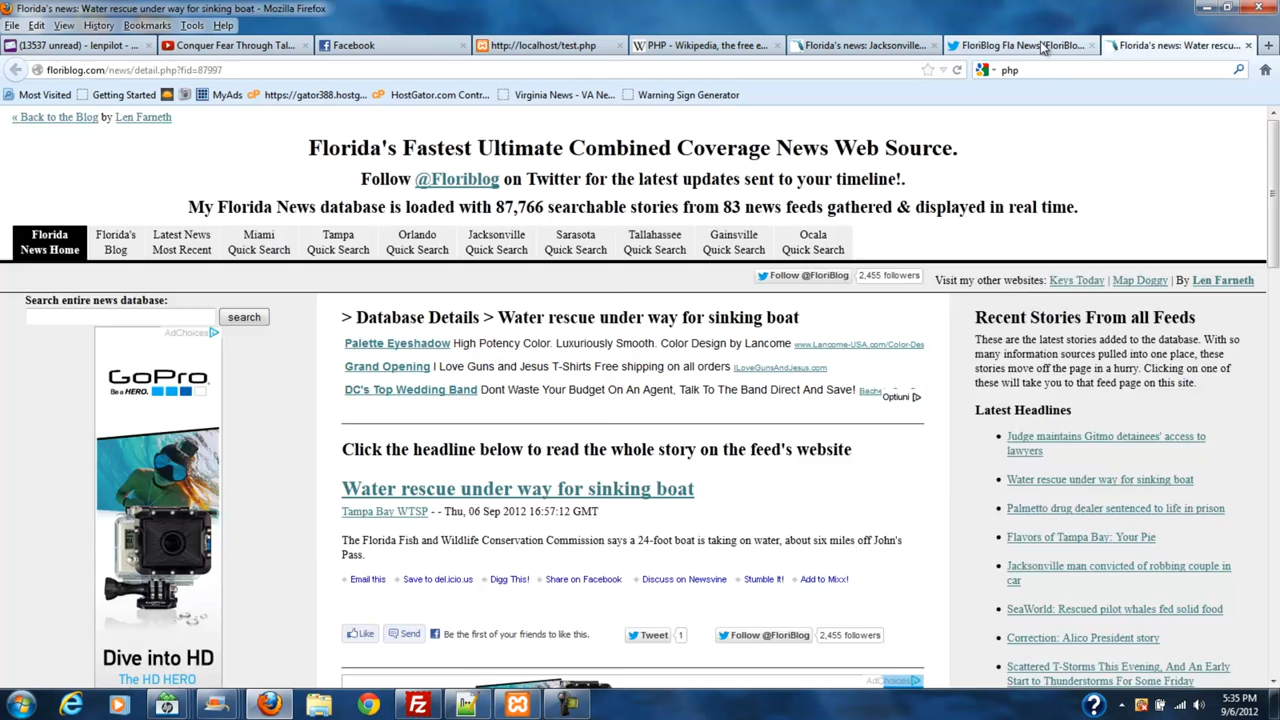 Florida's news: Water rescue under way for sinking boat - Mozilla Firefox
File Edit View History Bookmarks Tools Help
(13537 unread) - lenpilot - ...
Conquer Fear Through Tal...
Facebook
http://localhost/test.php
PHP - Wikipedia, the free e...
Florida's news: Jacksonville...
FloriBlog Fla News (FloriBlo...
Florida's news: Water rescu...
floriblog.com/news/detail.php?fid=87997
php
Most Visited Getting Started MyAds https://gator388.hostg... HostGator.com Contr... Virginia News - VA Ne... Warning Sign Generator
« Back to the Blog by Len Farneth
Florida's Fastest Ultimate Combined Coverage News Web Source.
Follow @Floriblog on Twitter for the latest updates sent to your timeline!.
My Florida News database is loaded with 87,766 searchable stories from 83 news feeds gathered & displayed in real time.
Florida News Home
Florida's Blog
Latest News Most Recent
Miami Quick Search
Tampa Quick Search
Orlando Quick Search
Jacksonville Quick Search
Sarasota Quick Search
Tallahassee Quick Search
Gainsville Quick Search
Ocala Quick Search
Follow @FloriBlog 2,455 followers
Visit my other websites: Keys Today | Map Doggy | By Len Farneth
Search entire news database:
search
AdChoices
GoPro
Be a HERO.
Dive into HD
The HD HERO
> Database Details > Water rescue under way for sinking boat
Palette Eyeshadow High Potency Color. Luxuriously Smooth. Color Design by Lancome www.Lancome-USA.com/Color-Des
Grand Opening I Love Guns and Jesus T-Shirts Free shipping on all orders ILoveGunsAndJesus.com
DC's Top Wedding Band Dont Waste Your Budget On An Agent, Talk To The Band Direct And Save!
Optiuni
Click the headline below to read the whole story on the feed's website
Water rescue under way for sinking boat
Tampa Bay WTSP - - Thu, 06 Sep 2012 16:57:12 GMT
The Florida Fish and Wildlife Conservation Commission says a 24-foot boat is taking on water, about six miles off John's
Pass.
Email this Save to del.icio.us Digg This! Share on Facebook Discuss on Newsvine Stumble It! Add to Mixx!
Like Send Be the first of your friends to like this.
Tweet 1
Follow @FloriBlog 2,455 followers
AdChoices
Recent Stories From all Feeds
These are the latest stories added to the database. With so
many information sources pulled into one place, these
stories move off the page in a hurry. Clicking on one of
these will take you to that feed page on this site.
Latest Headlines
Judge maintains Gitmo detainees' access to
lawyers
Water rescue under way for sinking boat
Palmetto drug dealer sentenced to life in prison
Flavors of Tampa: Your Pie
Jacksonville man convicted of robbing couple in
car
SeaWorld: Rescued pilot whales fed solid food
Correction: Alico President story
Scattered T-Storms This Evening, And An Early
Start to Thunderstorms For Some Friday
5:35 PM
9/6/2012